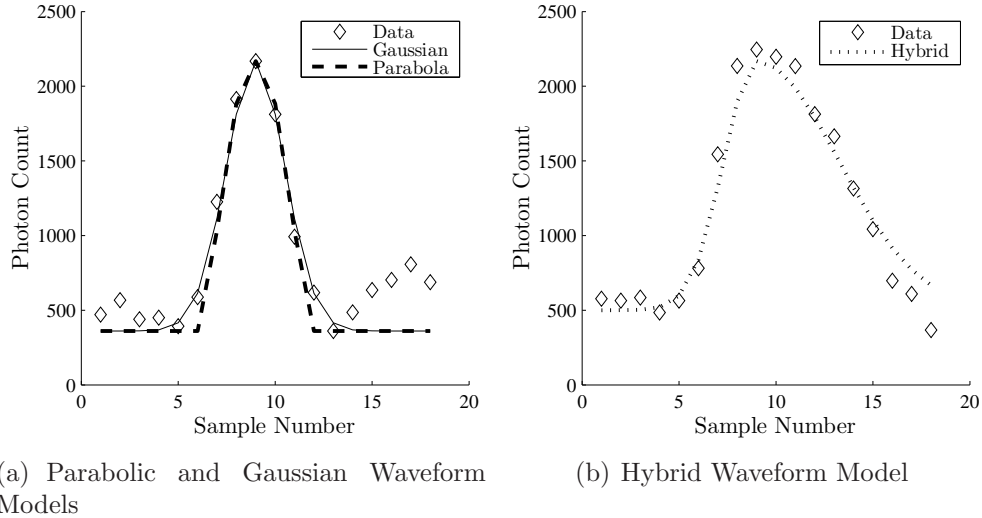 2500
2000
1500
1000
500
0
0 5 10 15 20
Photon Count
Sample Number
Data
Gaussian
Parabola
(a) Parabolic and Gaussian Waveform
Models
2500
2000
1500
1000
500
0
0 5 10 15 20
Photon Count
Sample Number
Data
Hybrid
(b) Hybrid Waveform Model